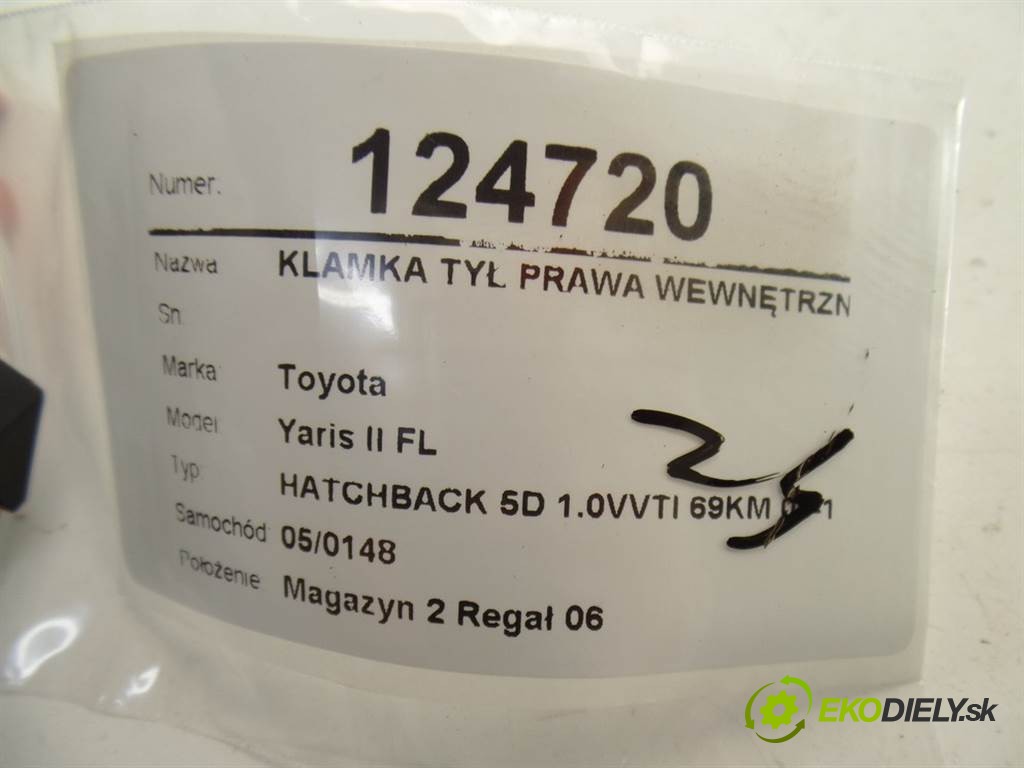 Numer. 124720
Nazwa KLAMKA TYŁ PRAWA WEWNĘTRZN
Sn
Marka Toyota
Model Yaris II FL
Typ HATCHBACK 5D 1.0VVTI 69KM
25
Samochód 05/0148
Położenie Magazyn 2 Regał 06
EKODIELY.sk